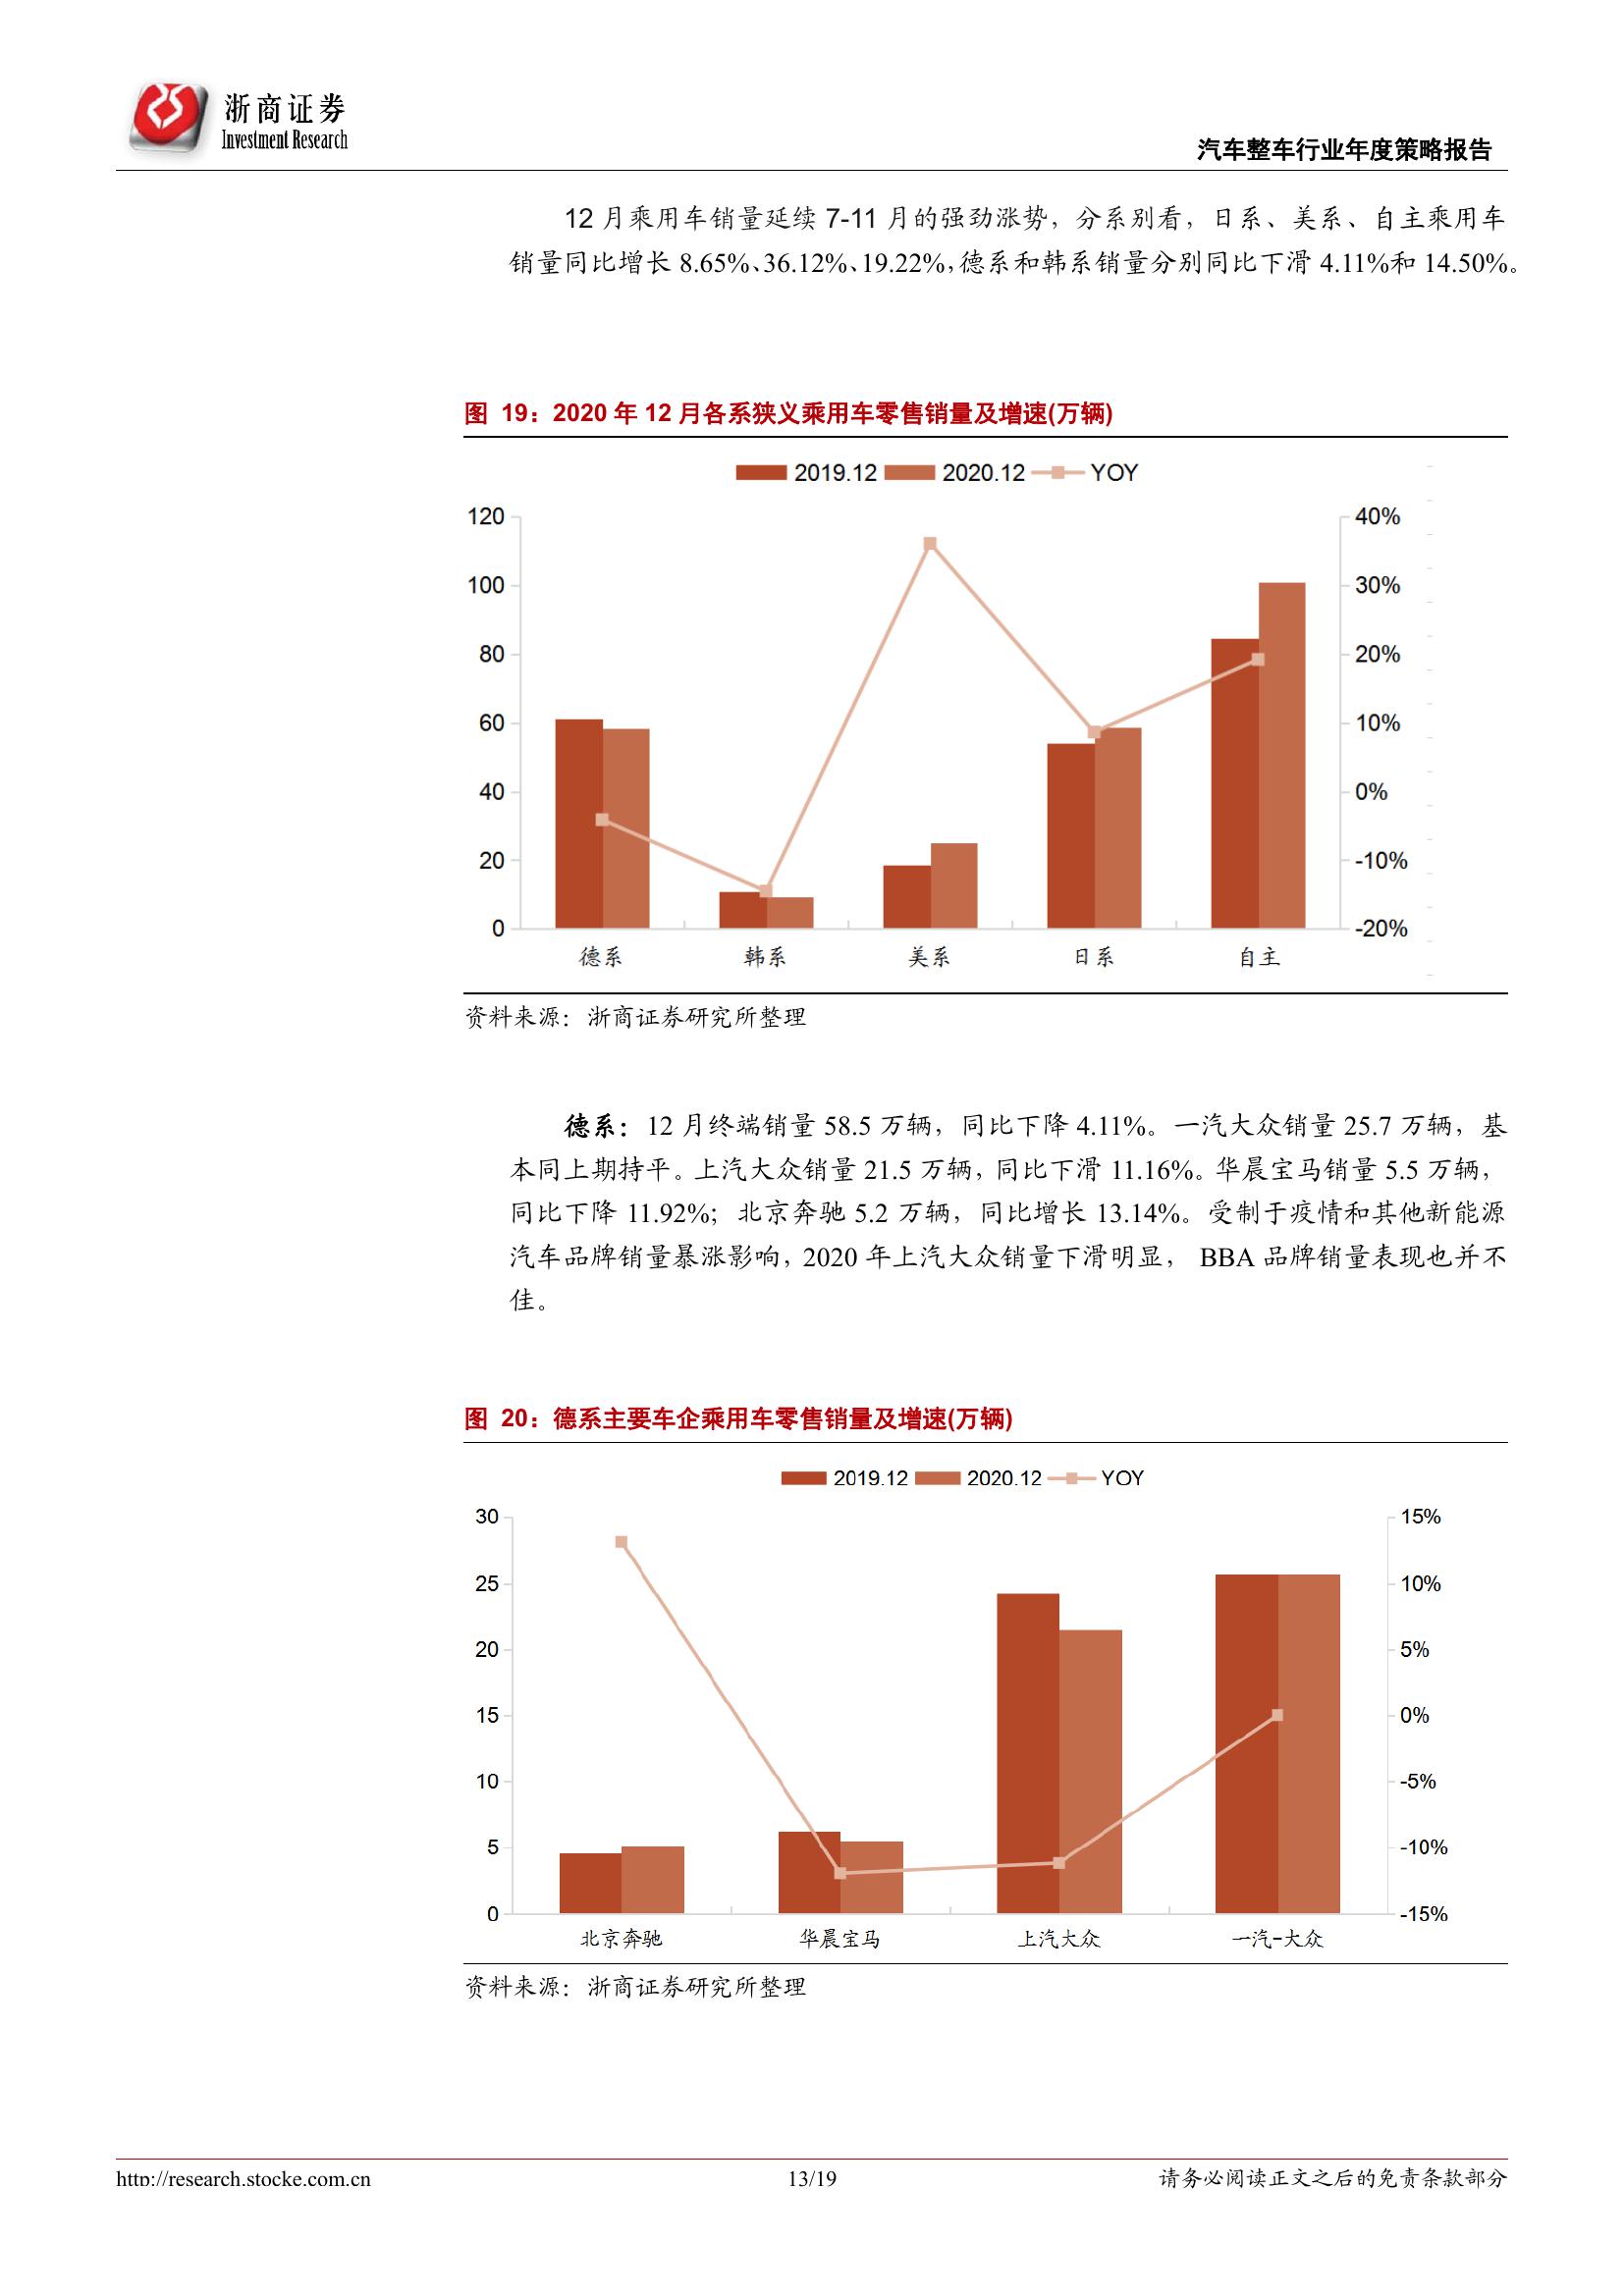 浙商证券
Investment Research
汽车整车行业年度策略报告
12 月乘用车销量延续 7-11 月的强劲涨势，分系别看，日系、美系、自主乘用车
销量同比增长 8.65%、36.12%、19.22%，德系和韩系销量分别同比下滑 4.11%和 14.50%。
图 19：2020 年 12 月各系狭义乘用车零售销量及增速(万辆)
2019.12 2020.12 YOY
120 40%
100 30%
80 20%
60 10%
40 0%
20 -10%
0 -20%
德系 韩系 美系 日系 自主
资料来源：浙商证券研究所整理
德系：12 月终端销量 58.5 万辆，同比下降 4.11%。一汽大众销量 25.7 万辆，基
本同上期持平。上汽大众销量 21.5 万辆，同比下滑 11.16%。华晨宝马销量 5.5 万辆，
同比下降 11.92%；北京奔驰 5.2 万辆，同比增长 13.14%。受制于疫情和其他新能源
汽车品牌销量暴涨影响，2020 年上汽大众销量下滑明显， BBA 品牌销量表现也并不
佳。
图 20：德系主要车企乘用车零售销量及增速(万辆)
2019.12 2020.12 YOY
30 15%
25 10%
20 5%
15 0%
10 -5%
5 -10%
0 -15%
北京奔驰 华晨宝马 上汽大众 一汽-大众
资料来源：浙商证券研究所整理
http://research.stocke.com.cn 13/19 请务必阅读正文之后的免责条款部分